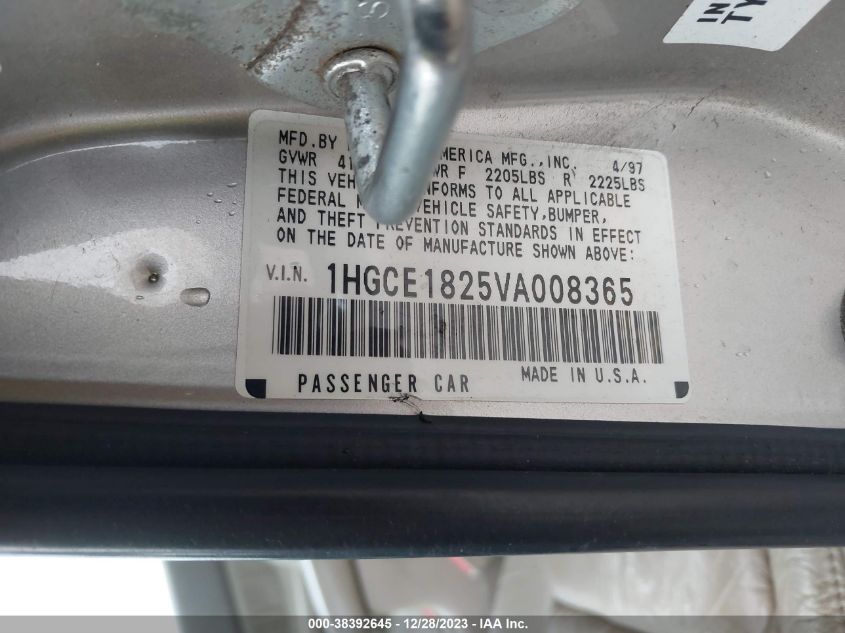 S
IN
TY
MFD.BY AMERICA MFG.,INC. 4/97
GVWR F 2205LBS R 2225LBS
THIS CONFORMS TO ALL APPLICABLE
FEDERAL VEHICLE SAFETY,BUMPER,
AND THEFT PREVENTION STANDARDS IN EFFECT
ON THE DATE OF MANUFACTURE SHOWN ABOVE:
V.I.N. 1HGCE1825VA008365
PASSENGER CAR MADE IN U.S.A.
000-38392645 - 12/28/2023 - IAA Inc.